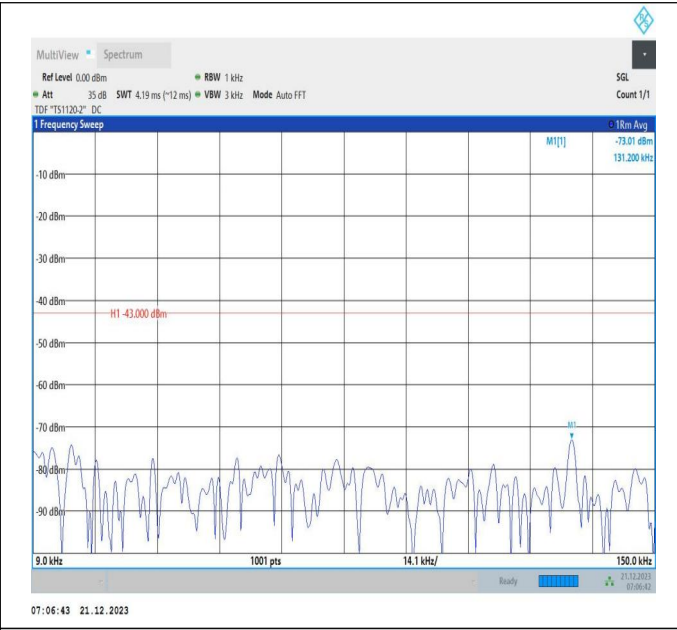 R&S
MultiView Spectrum
Ref Level 0.00 dBm RBW 1 kHz SGL
Att 35 dB SWT 4.19 ms (~12 ms) VBW 3 kHz Mode Auto FFT Count 1/1
TDF "TS1120-2" DC
1 Frequency Sweep 1Rm Avg
M1[1] -73.01 dBm
131.200 kHz
-10 dBm
-20 dBm
-30 dBm
-40 dBm
H1 -43.000 dBm
-50 dBm
-60 dBm
-70 dBm
M1
-80 dBm
-90 dBm
9.0 kHz 1001 pts 14.1 kHz/ 150.0 kHz
Ready 21.12.2023
07:06:42
07:06:43 21.12.2023